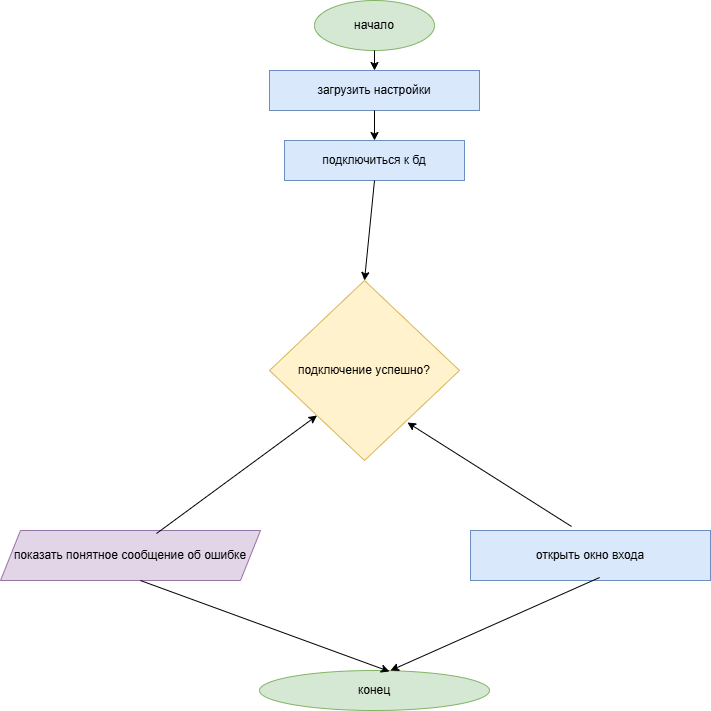 начало
загрузить настройки
подключиться к бд
подключение успешно?
показать понятное сообщение об ошибке
открыть окно входа
конец